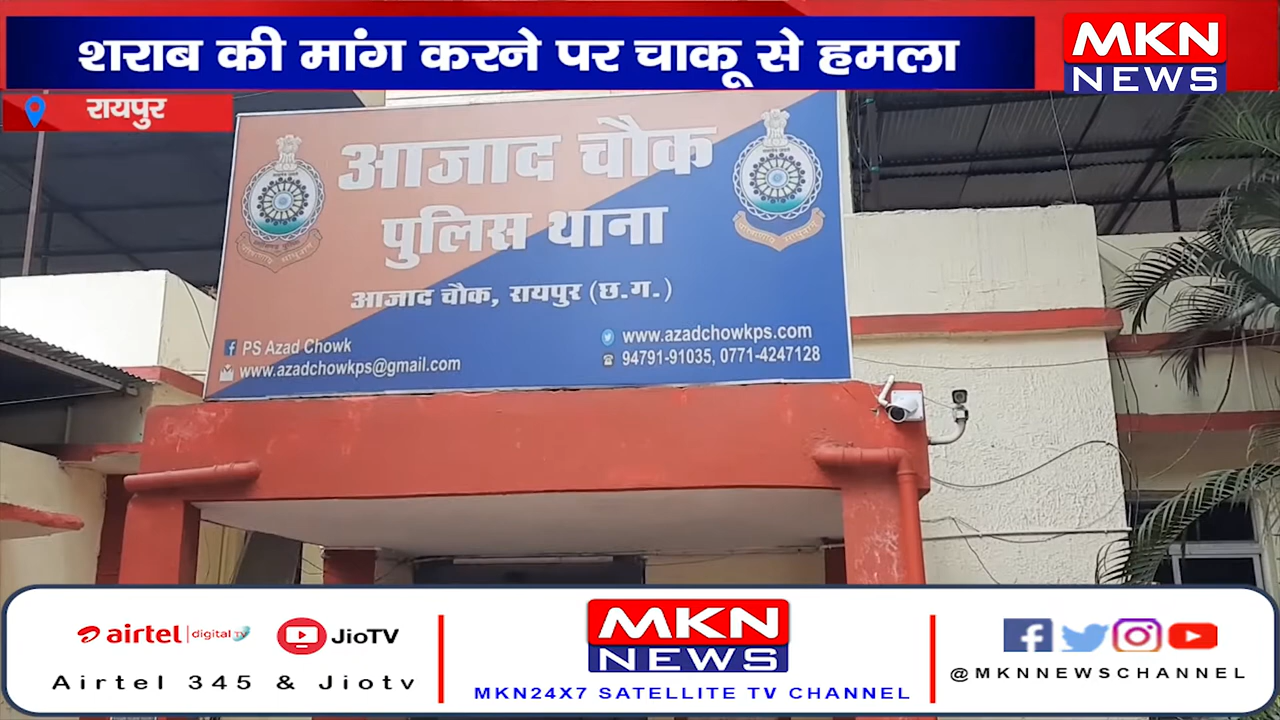 शराब की मांग करने पर चाकू से हमला
MKN
NEWS
रायपुर
आजाद चौक
पुलिस थाना
आजाद चौक, रायपुर (छ.ग.)
PS Azad Chowk
www.azadchowkps@gmail.com
www.azadchowkps.com
94791-91035, 0771-4247128
airtel digital TV
JioTV
Airtel 345 & Jiotv
MKN
NEWS
MKN24X7 SATELLITE TV CHANNEL
@MKNNEWSCHANNEL